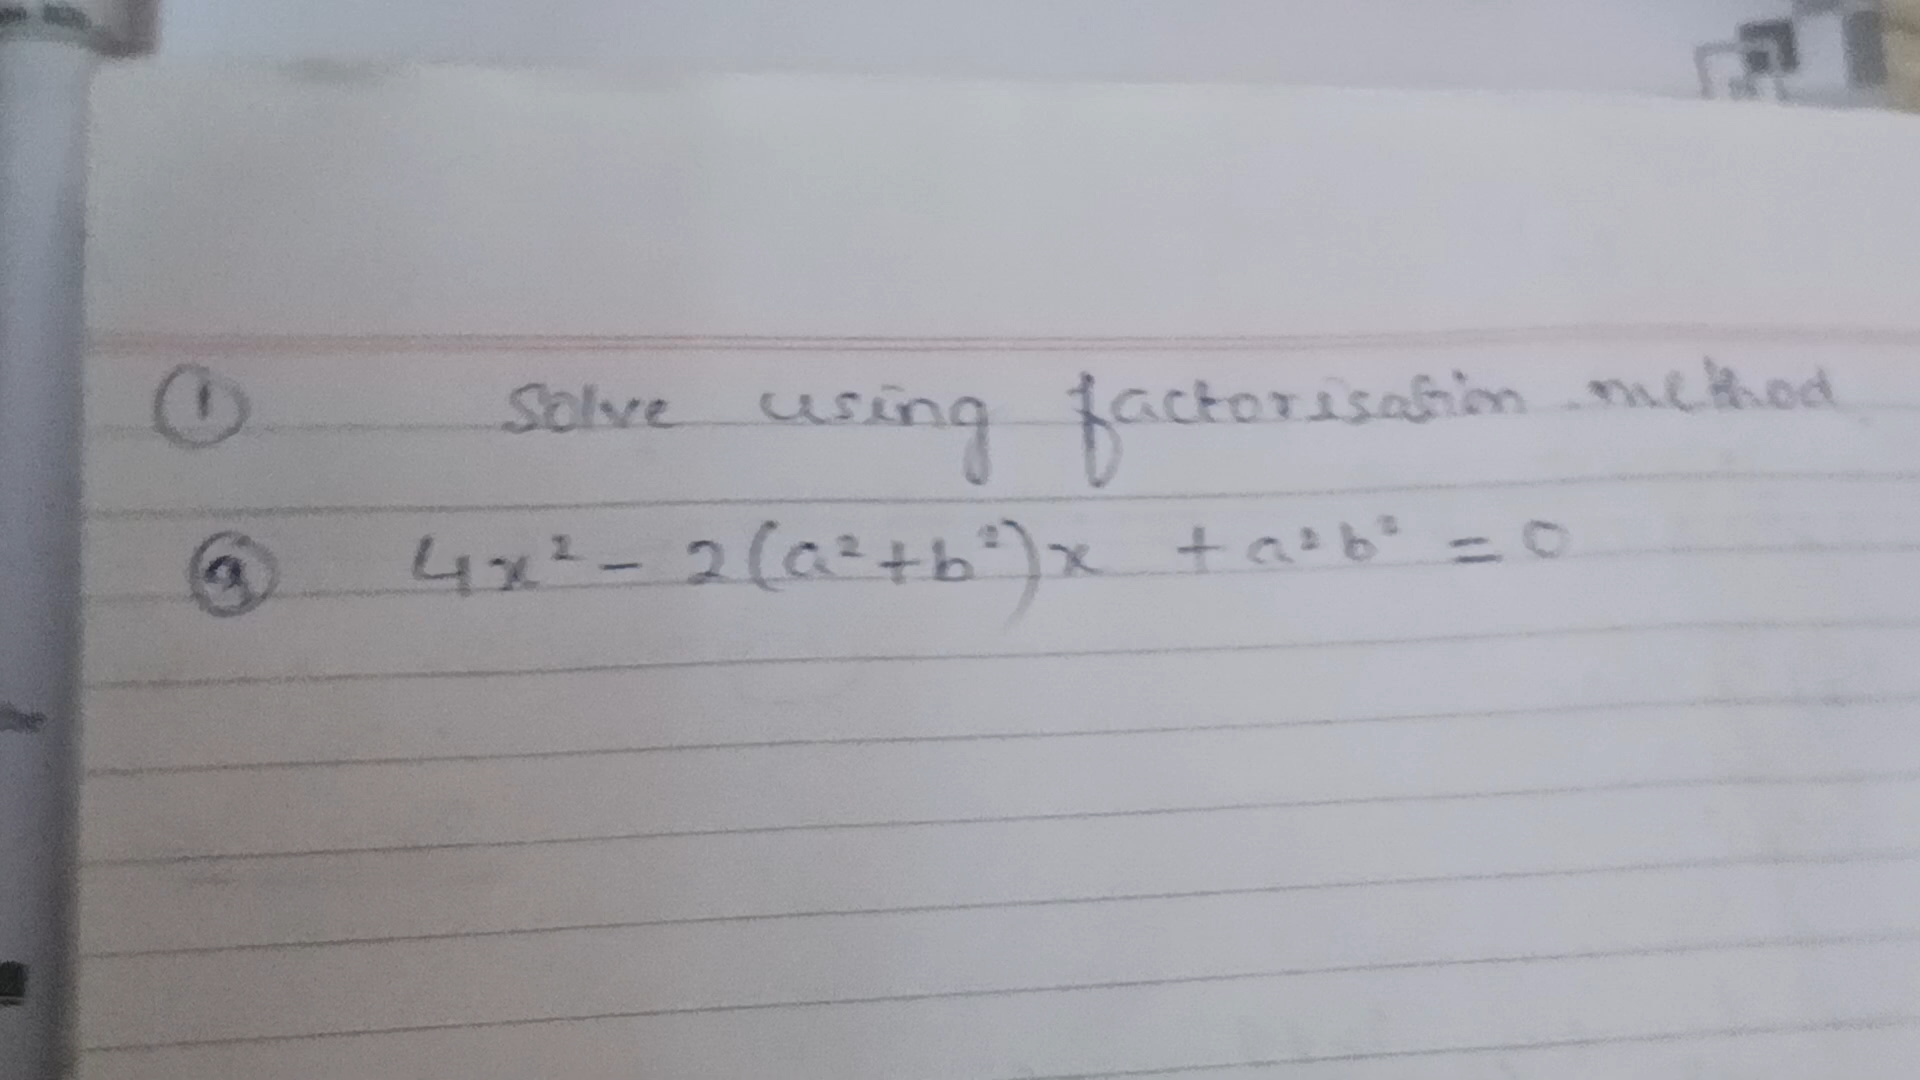 ① Solve using factorisation method
ⓐ 4x² - 2(a²+b²)x + a²b² = 0